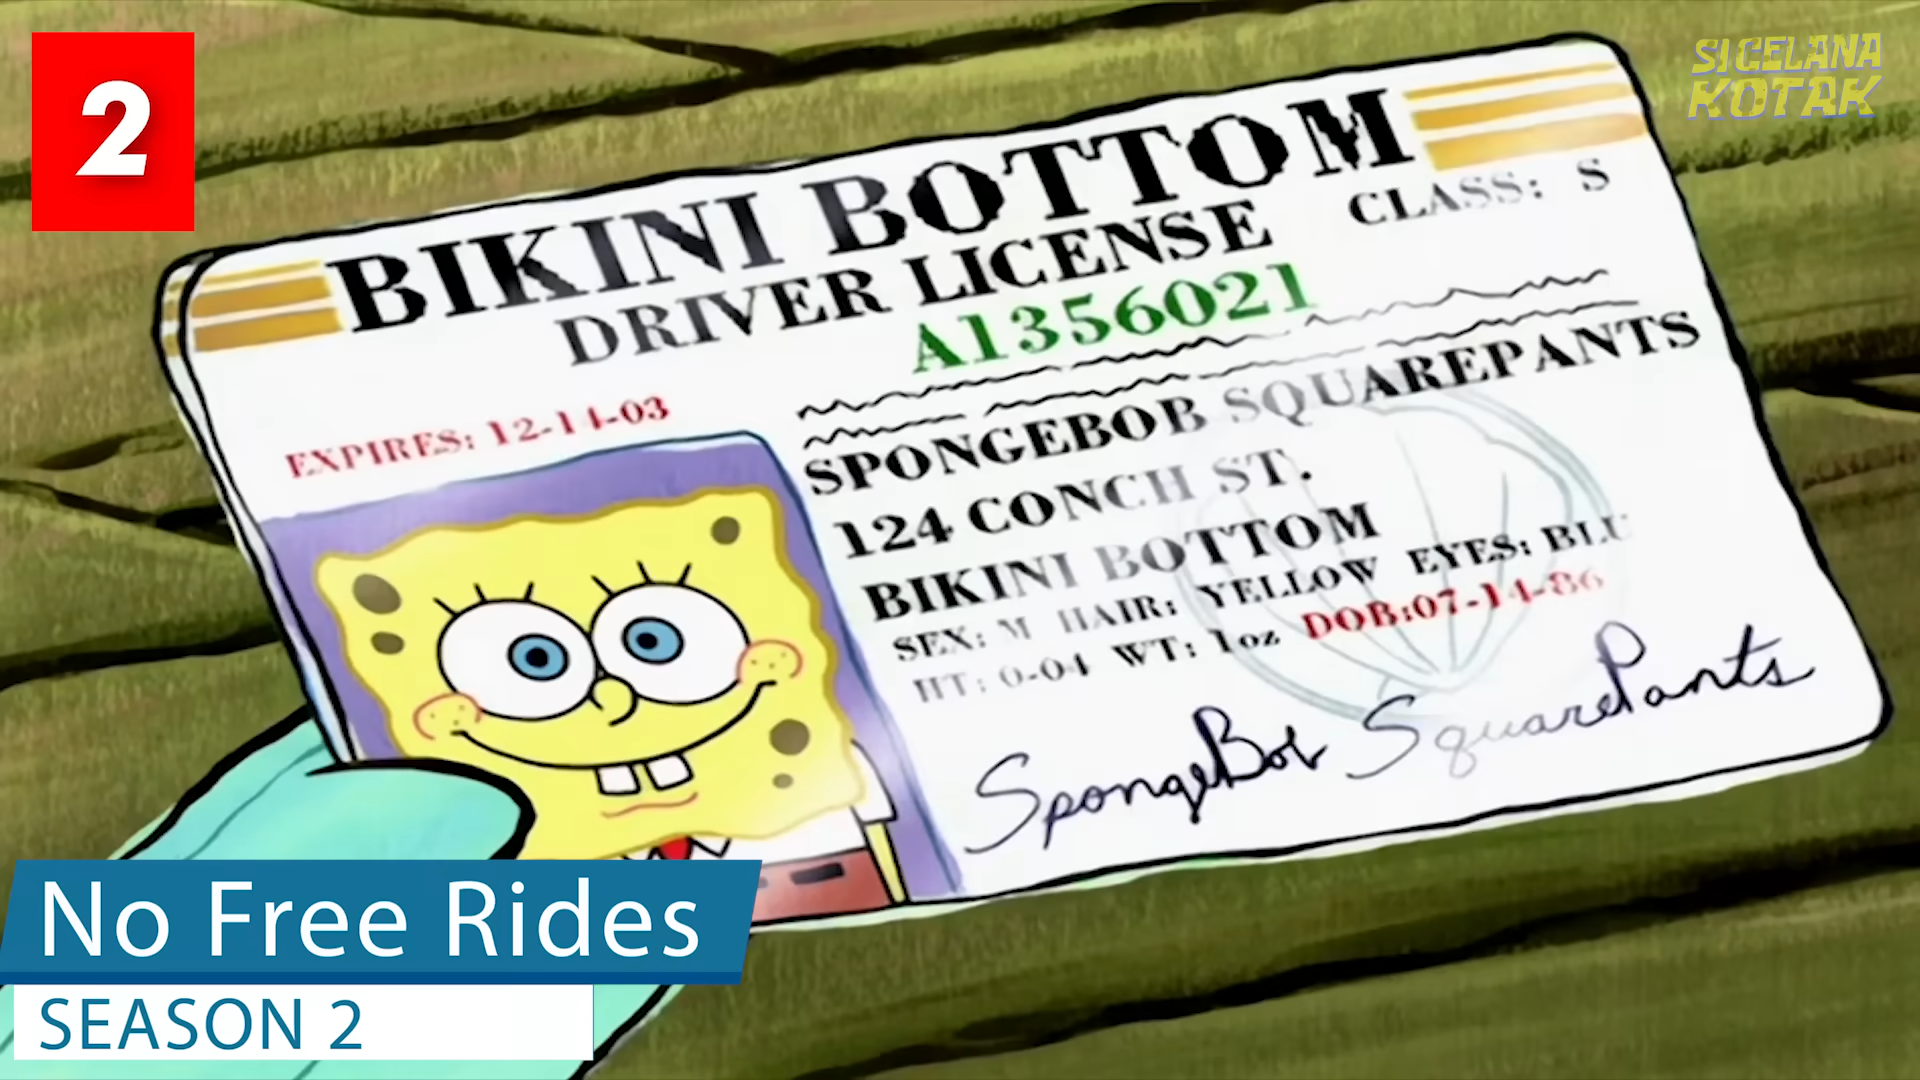 2
SI CELANA
KOTAK
BIKINI BOTTOM
DRIVER LICENSE
CLASS: S
A1356021
EXPIRES: 12-14-03
SPONGEBOB SQUAREPANTS
124 CONCH ST.
BIKINI BOTTOM
SEX: M HAIR: YELLOW EYES: BLU
HT: 0-04 WT: 1oz DOB:07-14-86
SpongeBob SquarePants
No Free Rides
SEASON 2